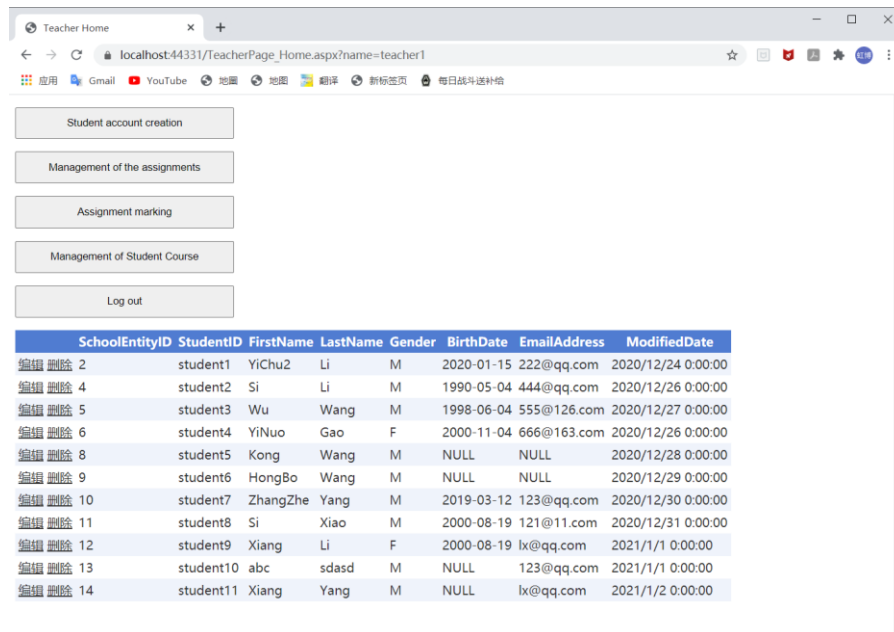 Teacher Home
localhost:44331/TeacherPage_Home.aspx?name=teacher1
应用 Gmail YouTube 地圖 地图 翻译 新标签页 每日战斗送补给
Student account creation
Management of the assignments
Assignment marking
Management of Student Course
Log out
SchoolEntityID StudentID FirstName LastName Gender BirthDate EmailAddress ModifiedDate
编辑 删除 2 student1 YiChu2 Li M 2020-01-15 222@qq.com 2020/12/24 0:00:00
编辑 删除 4 student2 Si Li M 1990-05-04 444@qq.com 2020/12/26 0:00:00
编辑 删除 5 student3 Wu Wang M 1998-06-04 555@126.com 2020/12/27 0:00:00
编辑 删除 6 student4 YiNuo Gao F 2000-11-04 666@163.com 2020/12/26 0:00:00
编辑 删除 8 student5 Kong Wang M NULL NULL 2020/12/28 0:00:00
编辑 删除 9 student6 HongBo Wang M NULL NULL 2020/12/29 0:00:00
编辑 删除 10 student7 ZhangZhe Yang M 2019-03-12 123@qq.com 2020/12/30 0:00:00
编辑 删除 11 student8 Si Xiao M 2000-08-19 121@11.com 2020/12/31 0:00:00
编辑 删除 12 student9 Xiang Li F 2000-08-19 lx@qq.com 2021/1/1 0:00:00
编辑 删除 13 student10 abc sdasd M NULL 123@qq.com 2021/1/1 0:00:00
编辑 删除 14 student11 Xiang Yang M NULL lx@qq.com 2021/1/2 0:00:00